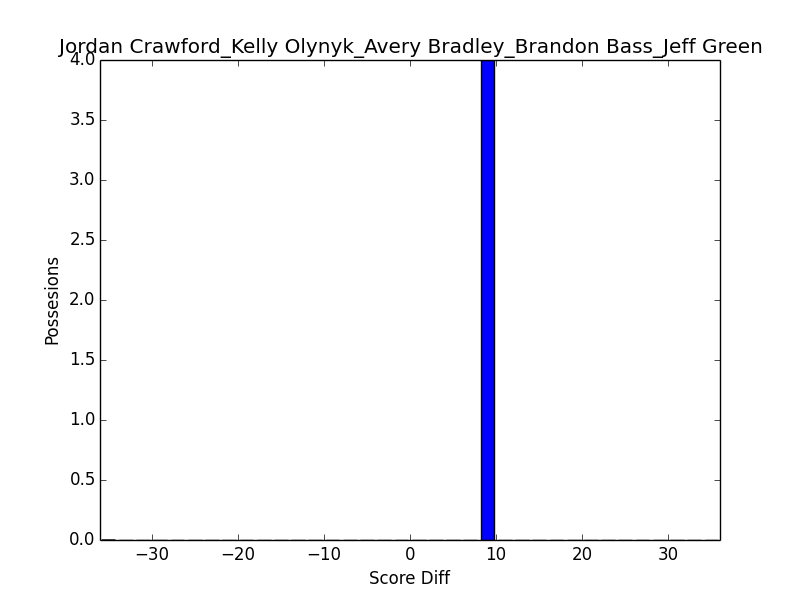 Jordan Crawford_Kelly Olynyk_Avery Bradley_Brandon Bass_Jeff Green
4.0
3.5
3.0
2.5
2.0
1.5
1.0
0.5
0.0
Possesions
−30 −20 −10 0 10 20 30
Score Diff